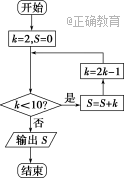 开始
@正确教育
k=2,S=0
k=2k-1
k<10?
是
S=S+k
否
输出 S
结束